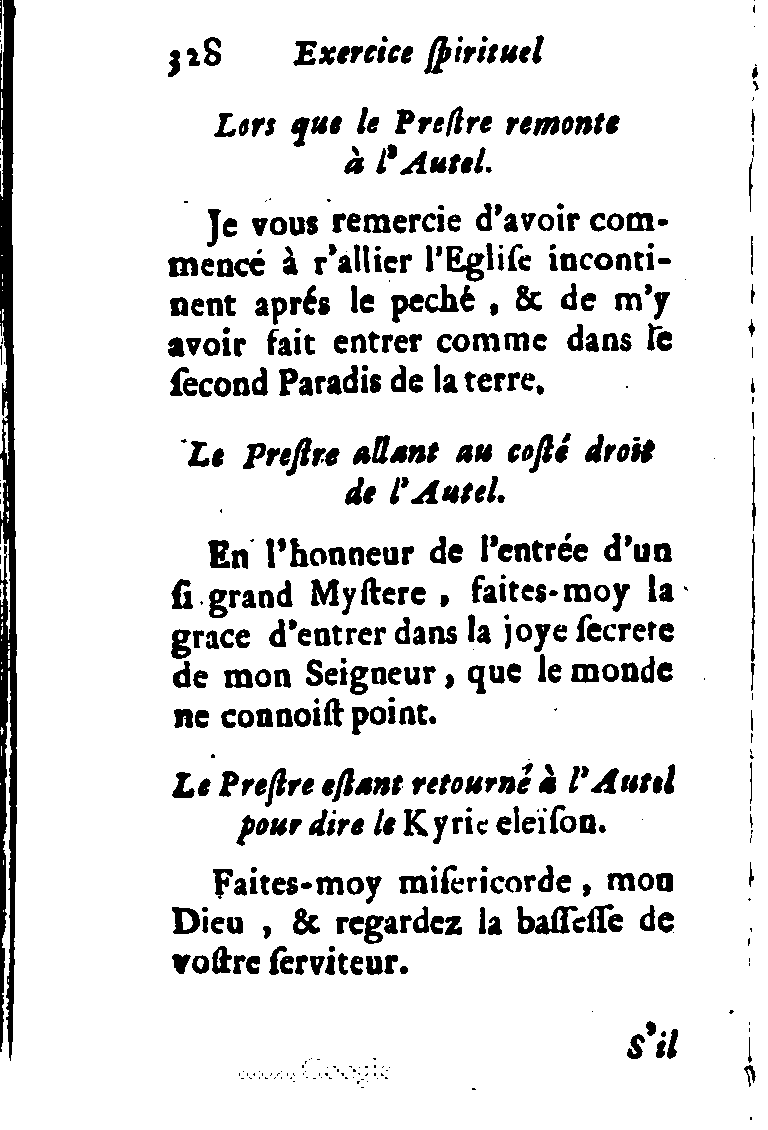 328 Exercice ſpirituel
Lors que le Preſtre remonte
à l'Autel.
Je vous remercie d'avoir com-
mencé à r'allier l'Egliſe inconti-
nent aprés le peché, & de m'y
avoir fait entrer comme dans le
ſecond Paradis de la terre.
Le Preſtre allant au coſté droit
de l'Autel.
En l'honneur de l'entrée d'un
ſi grand Myſtere, faites-moy la
grace d'entrer dans la joye ſecrete
de mon Seigneur, que le monde
ne connoiſt point.
Le Preſtre eſtant retourné à l'Autel
pour dire le Kyrie eleïſon.
Faites-moy miſericorde, mon
Dieu, & regardez la baſſeſſe de
voſtre ſerviteur.
S'il
Google